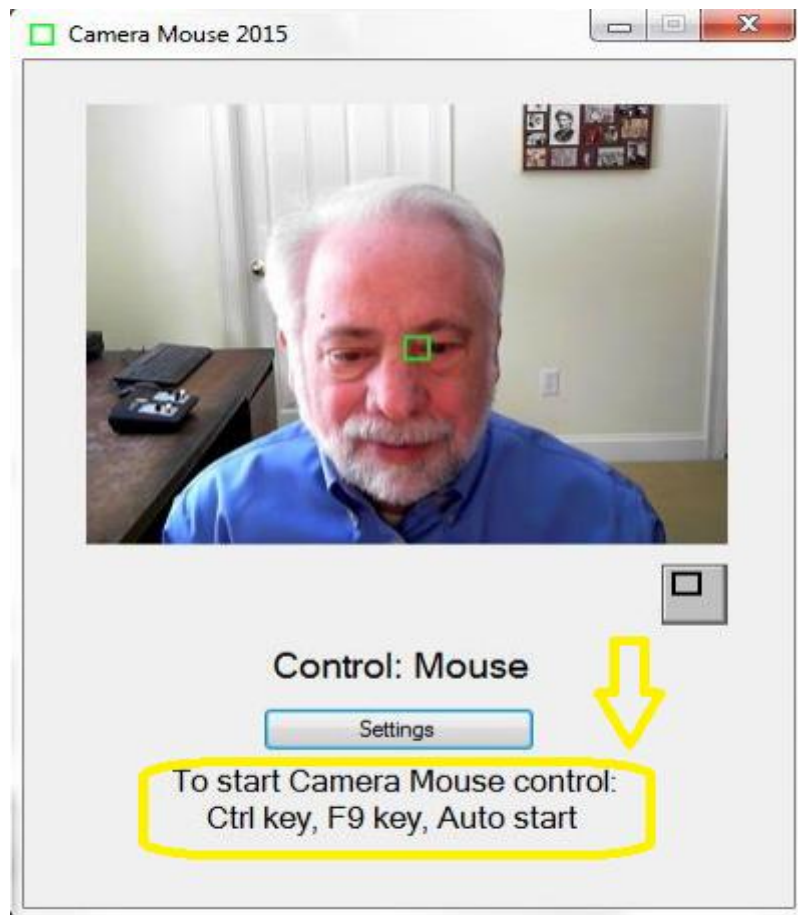 Camera Mouse 2015
Control: Mouse
Settings
To start Camera Mouse control:
Ctrl key, F9 key, Auto start